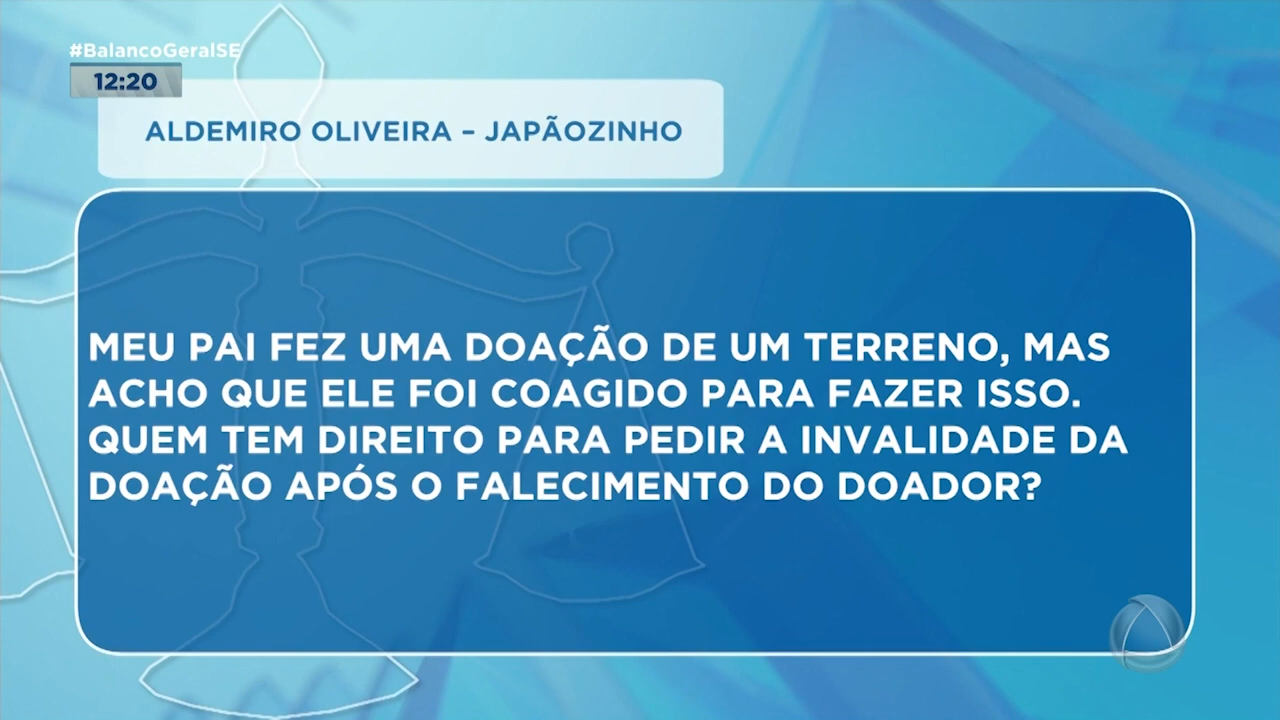 #BalancoGeralSE
12:20
ALDEMIRO OLIVEIRA – JAPÃOZINHO
MEU PAI FEZ UMA DOAÇÃO DE UM TERRENO, MAS
ACHO QUE ELE FOI COAGIDO PARA FAZER ISSO.
QUEM TEM DIREITO PARA PEDIR A INVALIDADE DA
DOAÇÃO APÓS O FALECIMENTO DO DOADOR?